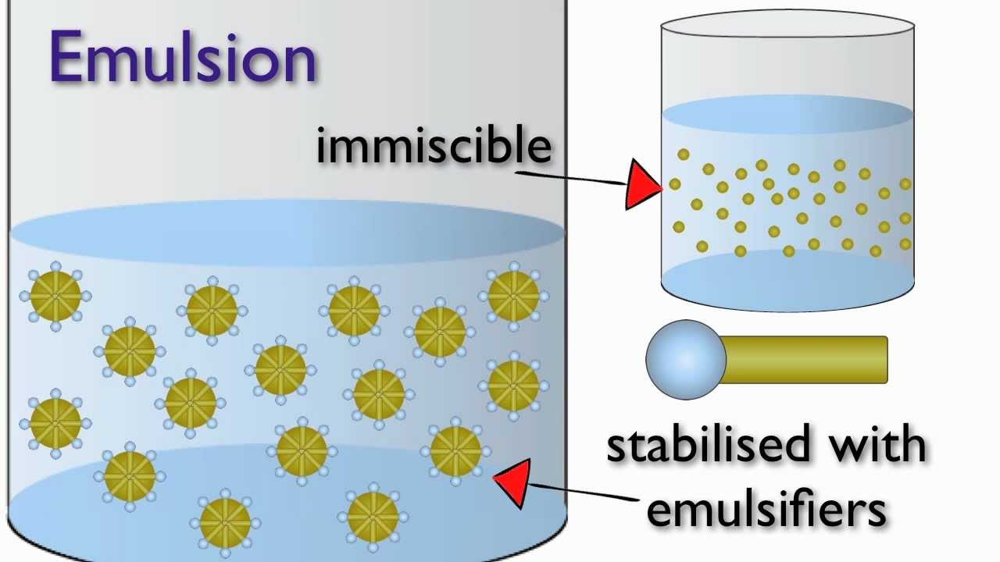 Emulsion
immiscible
stabilised with
emulsifiers